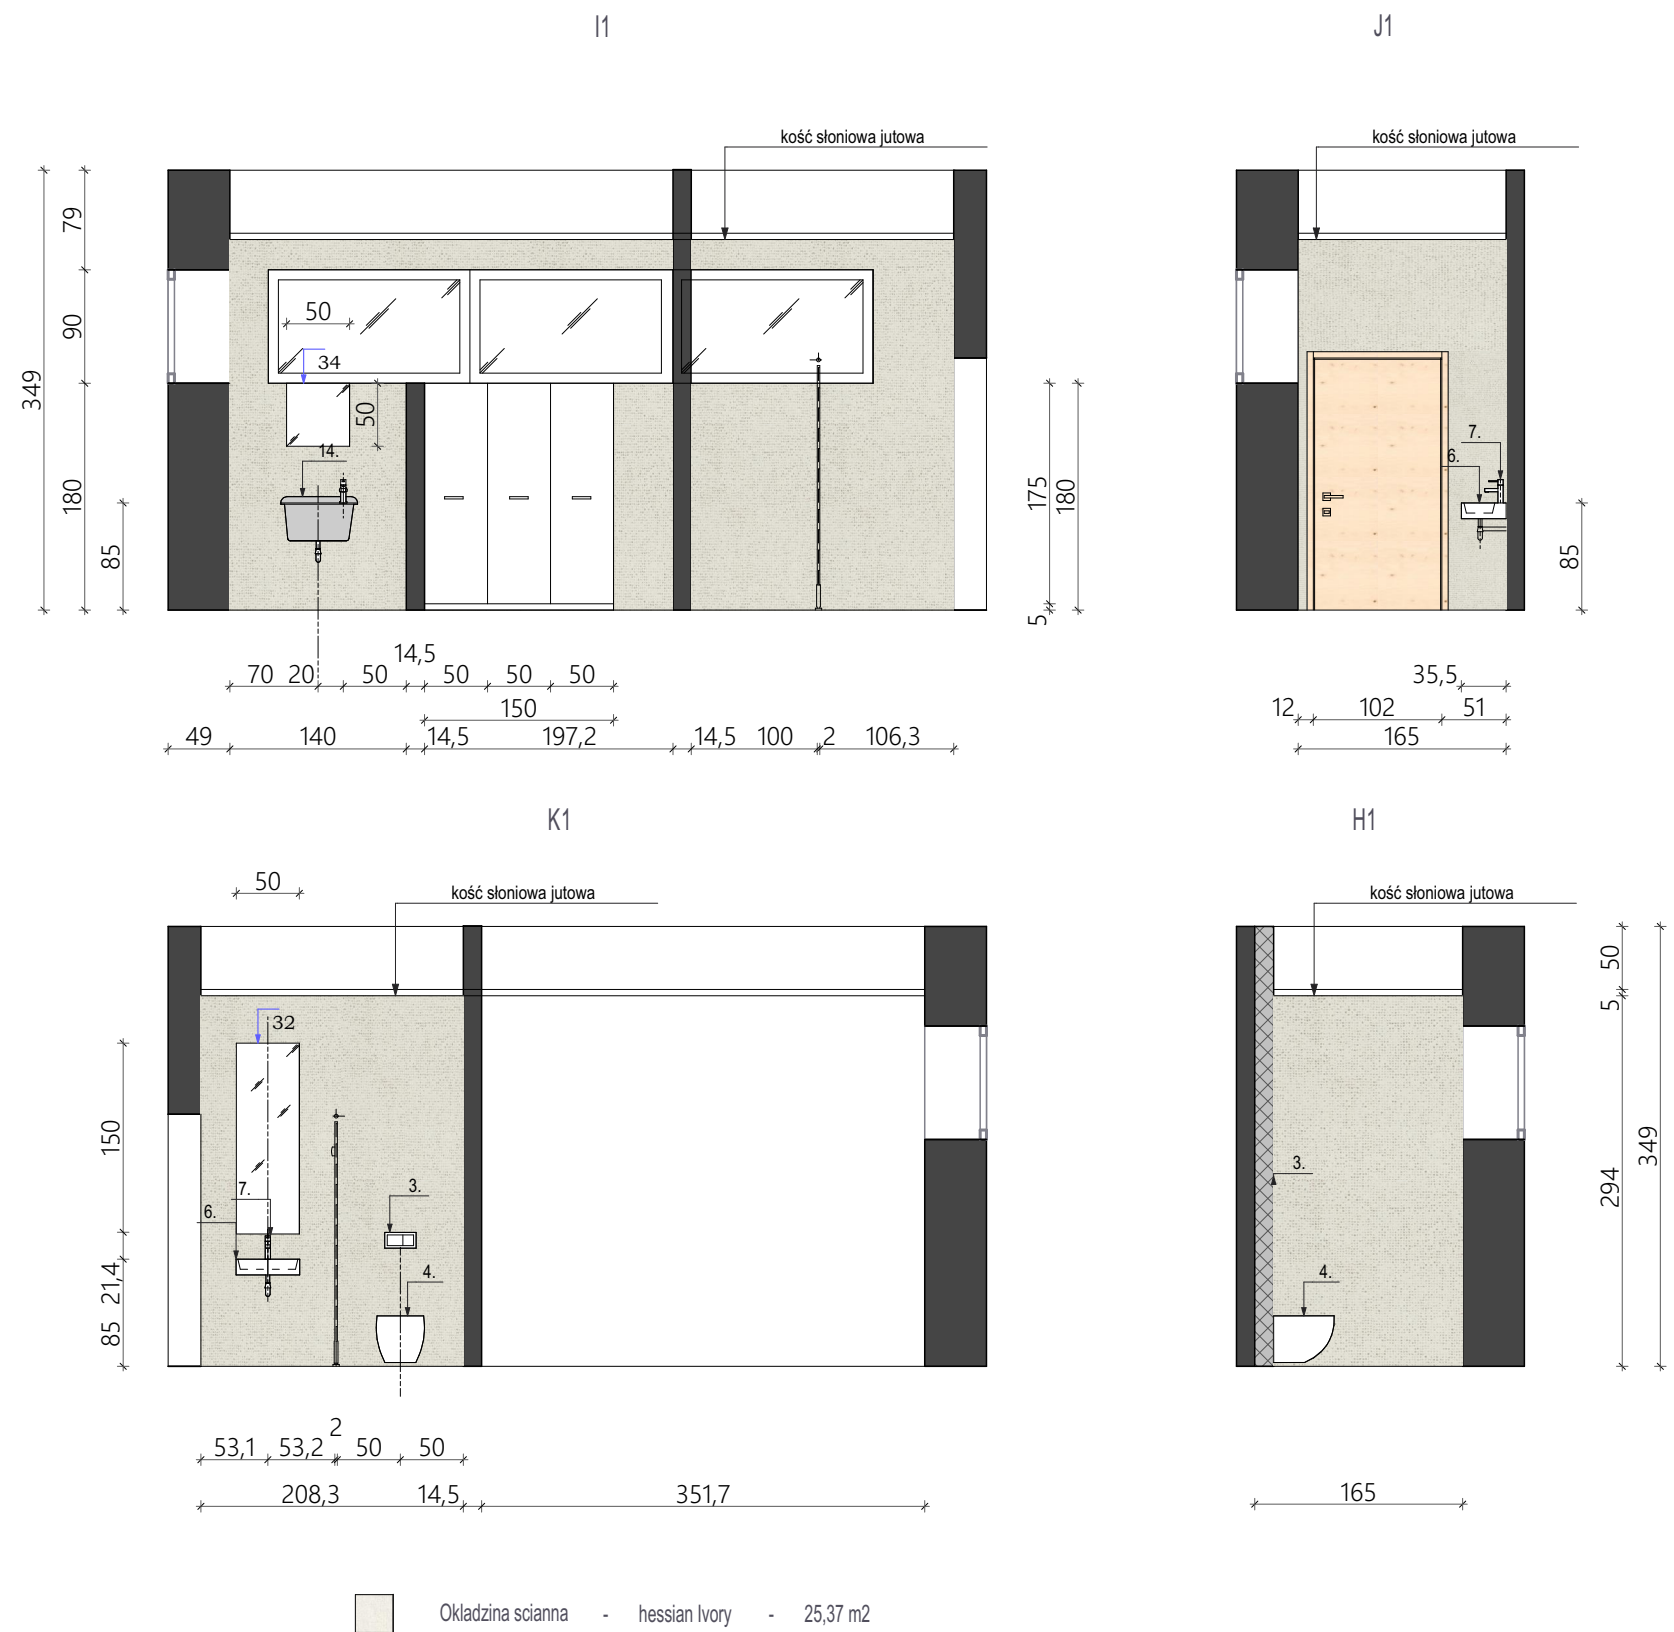 I1
J1
kość słoniowa jutowa
kość słoniowa jutowa
349
79
90
180
85
50
34
50
14.
175
180
5
7.
6.
85
14,5
70 20 50 50 50 50
150
49 140 14,5 197,2 14,5 100 2 106,3
35,5
12 102 51
165
K1
H1
50
kość słoniowa jutowa
kość słoniowa jutowa
32
150
21,4
85
7.
6.
3.
4.
3.
4.
50
5
294
349
2
53,1 53,2 50 50
208,3 14,5 351,7
165
Okladzina scianna - hessian Ivory - 25,37 m2